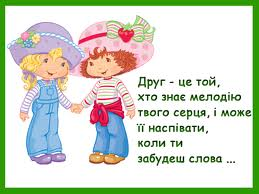 Друг - це той,
хто знає мелодію
твого серця, і може
її наспівати,
коли ти
забудеш слова ...